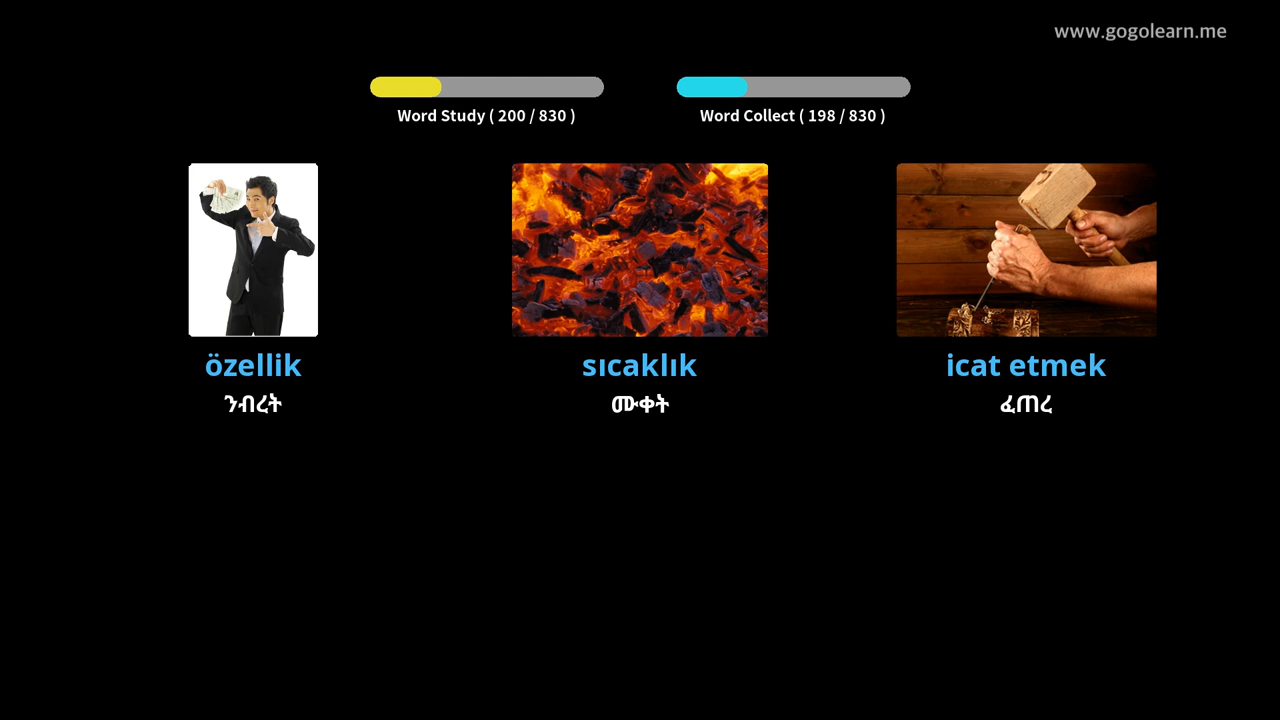 www.gogolearn.me
Word Study ( 200 / 830 )
Word Collect ( 198 / 830 )
özellik
sıcaklık
icat etmek
ንብረት
ሙቀት
ፈጠረ